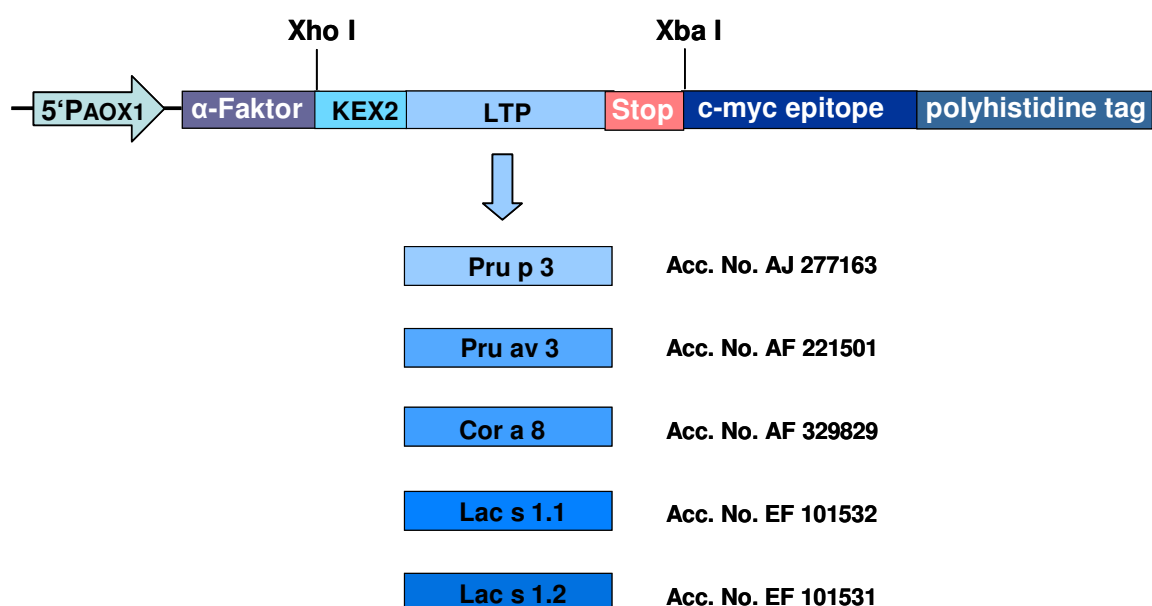 Xho I Xba I
5‘PAOX1 α-Faktor KEX2 LTP Stop c-myc epitope polyhistidine tag
Pru p 3 Acc. No. AJ 277163
Pru av 3 Acc. No. AF 221501
Cor a 8 Acc. No. AF 329829
Lac s 1.1 Acc. No. EF 101532
Lac s 1.2 Acc. No. EF 101531